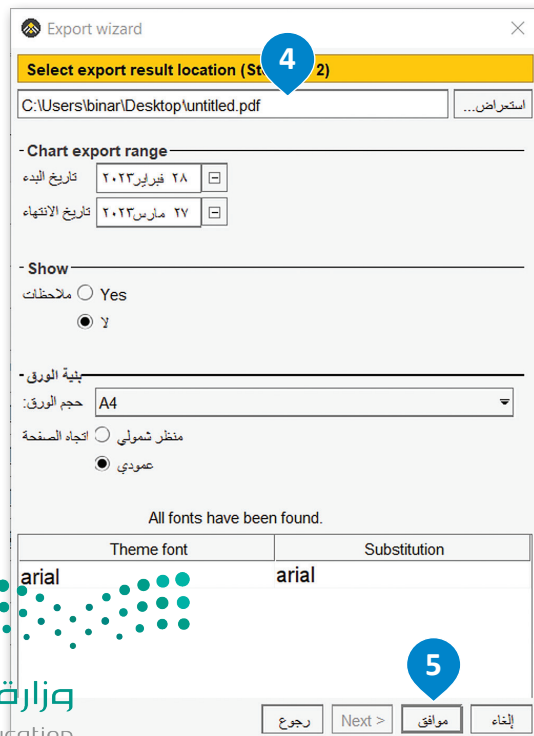 Export wizard
4
Select export result location (St 2)
C:\Users\binar\Desktop\untitled.pdf
استعراض...
Chart export range
تاريخ البدء ٢٨ فبراير٢٠٢٣
تاريخ الانتهاء ٢٧ مارس٢٠٢٣
Show
ملاحظات Yes
لا
بنية الورق
حجم الورق: A4
اتجاه الصفحة منظر شمولي
عمودي
All fonts have been found.
Theme font Substitution
arial arial
5
وزارة
رجوع Next > موافق إلغاء